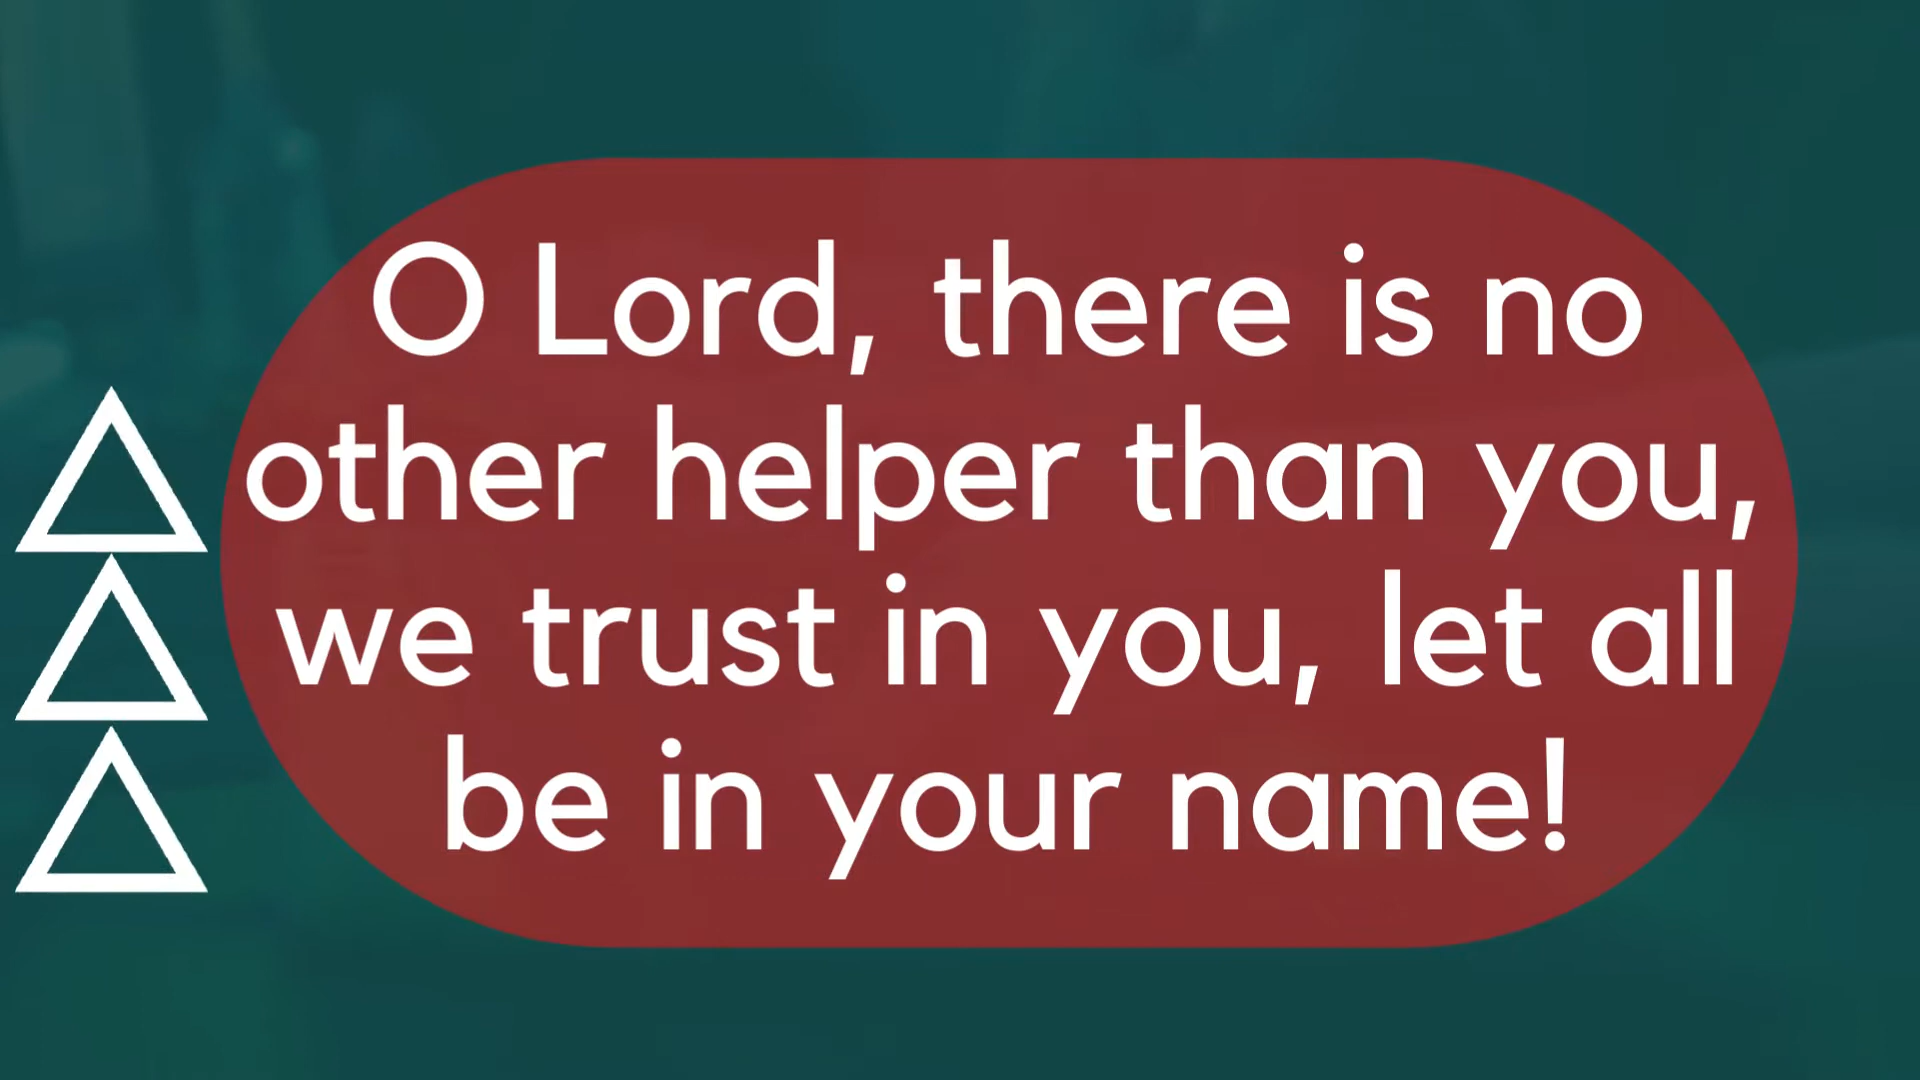 O Lord, there is no
other helper than you,
we trust in you, let all
be in your name!